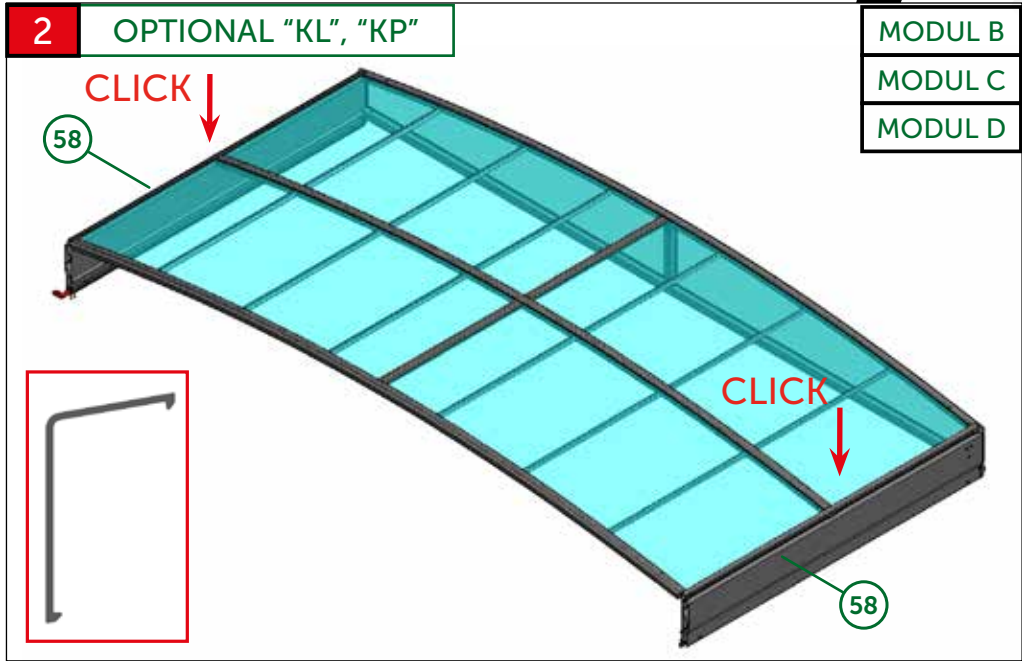 2
OPTIONAL “KL”, “KP”
MODUL B
MODUL C
MODUL D
CLICK
58
CLICK
58